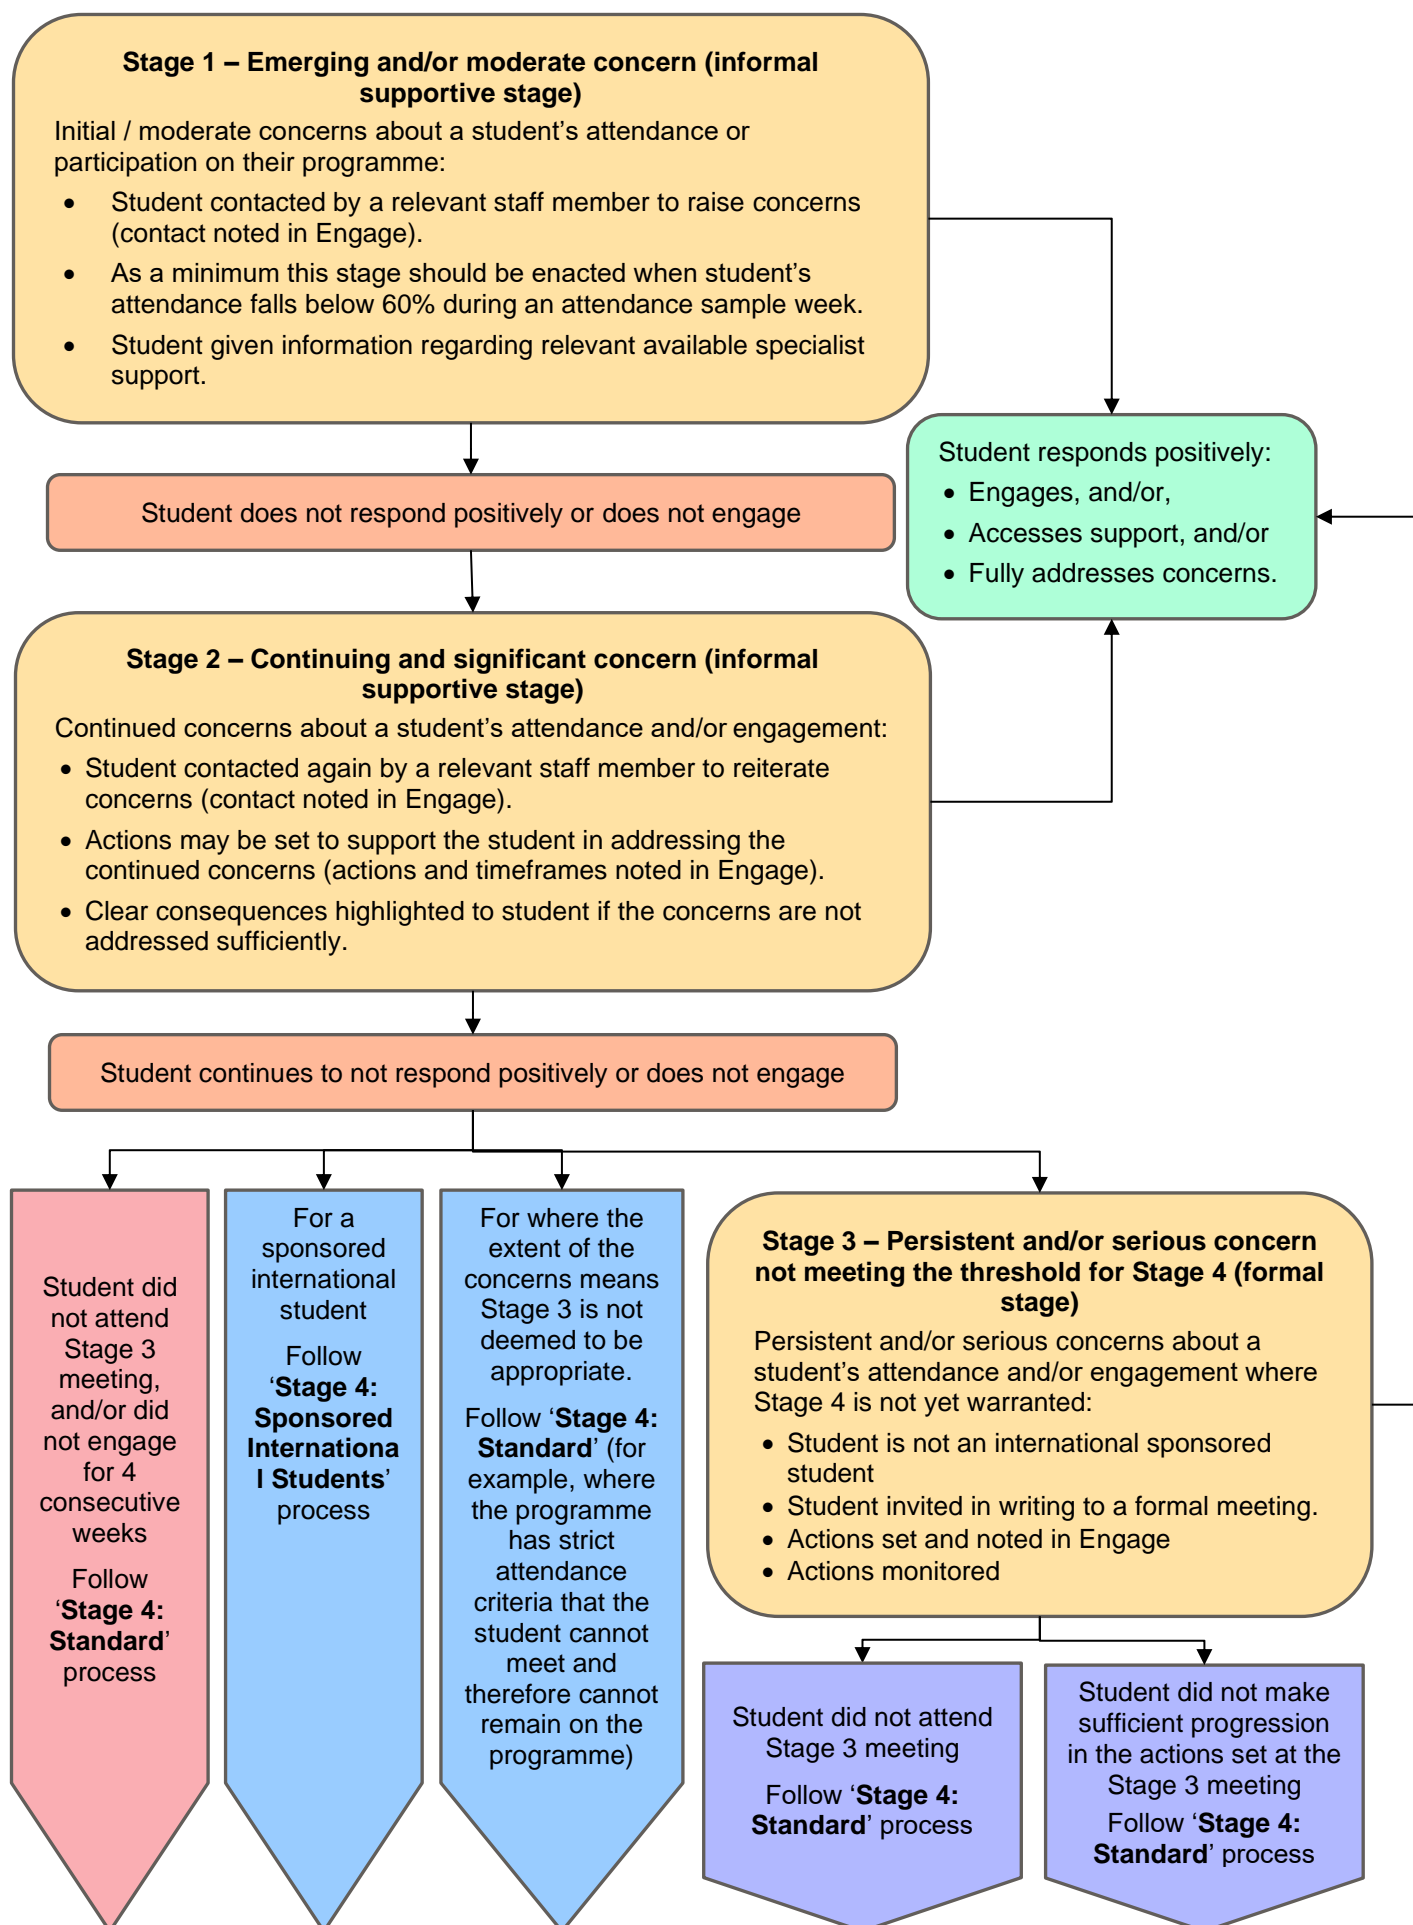 Stage 1 – Emerging and/or moderate concern (informal
supportive stage)
Initial / moderate concerns about a student’s attendance or
participation on their programme:
• Student contacted by a relevant staff member to raise concerns
(contact noted in Engage).
• As a minimum this stage should be enacted when student’s
attendance falls below 60% during an attendance sample week.
• Student given information regarding relevant available specialist
support.
Student responds positively:
• Engages, and/or,
• Accesses support, and/or
• Fully addresses concerns.
Student does not respond positively or does not engage
Stage 2 – Continuing and significant concern (informal
supportive stage)
Continued concerns about a student’s attendance and/or engagement:
• Student contacted again by a relevant staff member to reiterate
concerns (contact noted in Engage).
• Actions may be set to support the student in addressing the
continued concerns (actions and timeframes noted in Engage).
• Clear consequences highlighted to student if the concerns are not
addressed sufficiently.
Student continues to not respond positively or does not engage
Student did
not attend
Stage 3
meeting,
and/or did
not engage
for 4
consecutive
weeks
Follow
‘Stage 4:
Standard’
process
For a
sponsored
international
student
Follow
‘Stage 4:
Sponsored
Internationa
l Students’
process
For where the
extent of the
concerns means
Stage 3 is not
deemed to be
appropriate.
Follow ‘Stage 4:
Standard’ (for
example, where
the programme
has strict
attendance
criteria that the
student cannot
meet and
therefore cannot
remain on the
programme)
Stage 3 – Persistent and/or serious concern
not meeting the threshold for Stage 4 (formal
stage)
Persistent and/or serious concerns about a
student’s attendance and/or engagement where
Stage 4 is not yet warranted:
• Student is not an international sponsored
student
• Student invited in writing to a formal meeting.
• Actions set and noted in Engage
• Actions monitored
Student did not attend
Stage 3 meeting
Follow ‘Stage 4:
Standard’ process
Student did not make
sufficient progression
in the actions set at the
Stage 3 meeting
Follow ‘Stage 4:
Standard’ process